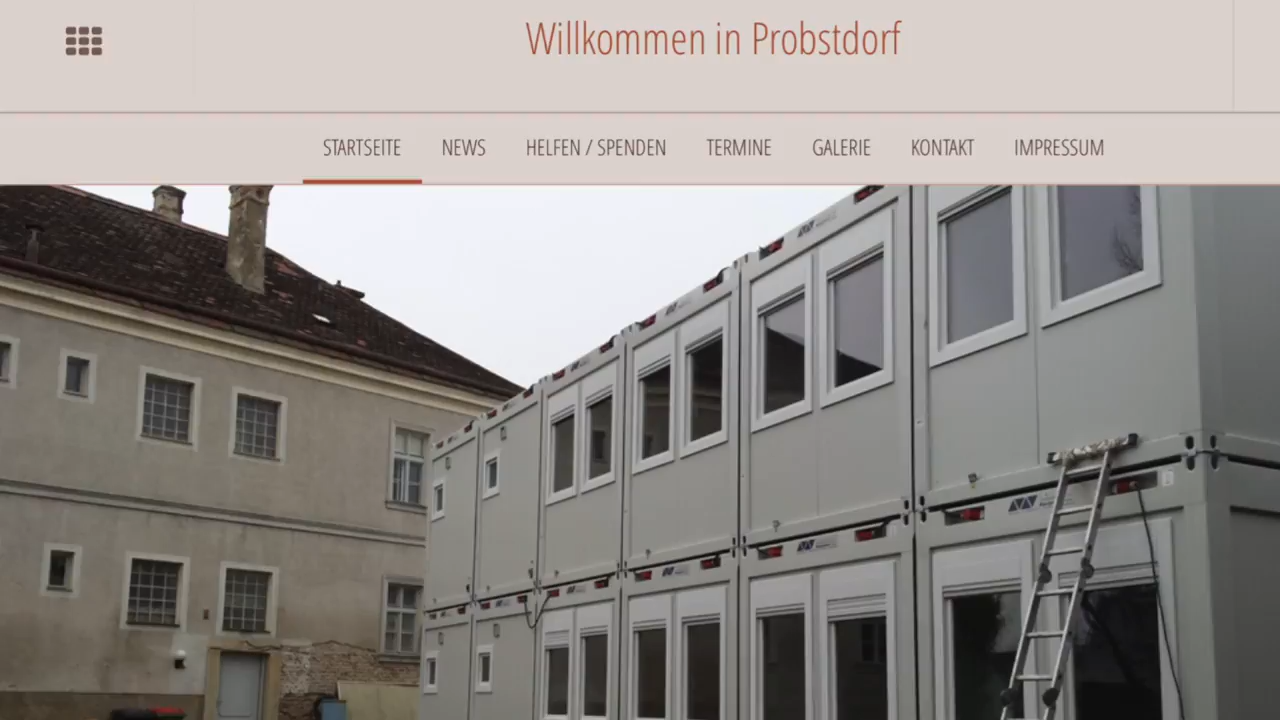 Willkommen in Probstdorf
STARTSEITE NEWS HELFEN / SPENDEN TERMINE GALERIE KONTAKT IMPRESSUM